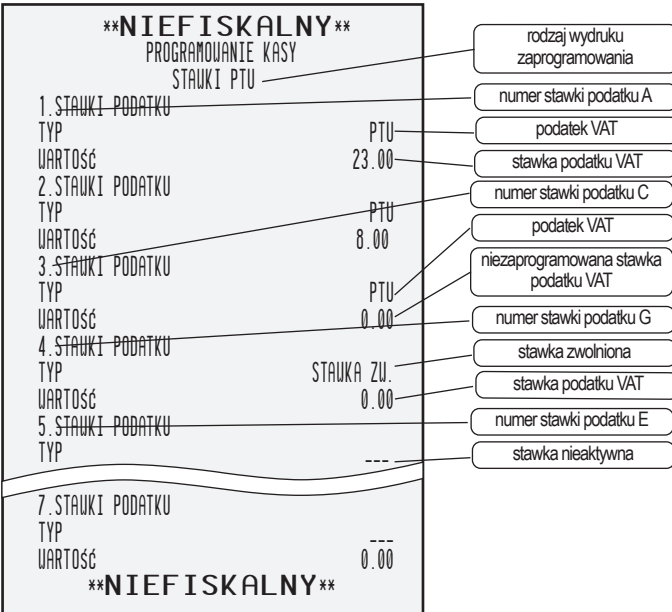 **NIEFISKALNY**
PROGRAMOWANIE KASY
STAWKI PTU
1.STAWKI PODATKU
TYP PTU
WARTOŚĆ 23.00
2.STAWKI PODATKU
TYP PTU
WARTOŚĆ 8.00
3.STAWKI PODATKU
TYP PTU
WARTOŚĆ 0.00
4.STAWKI PODATKU
TYP STAWKA ZW.
WARTOŚĆ 0.00
5.STAWKI PODATKU
TYP ---
7.STAWKI PODATKU
TYP ---
WARTOŚĆ 0.00
**NIEFISKALNY**
rodzaj wydruku
zaprogramowania
numer stawki podatku A
podatek VAT
stawka podatku VAT
numer stawki podatku C
podatek VAT
niezaprogramowana stawka
podatku VAT
numer stawki podatku G
stawka zwolniona
stawka podatku VAT
numer stawki podatku E
stawka nieaktywna